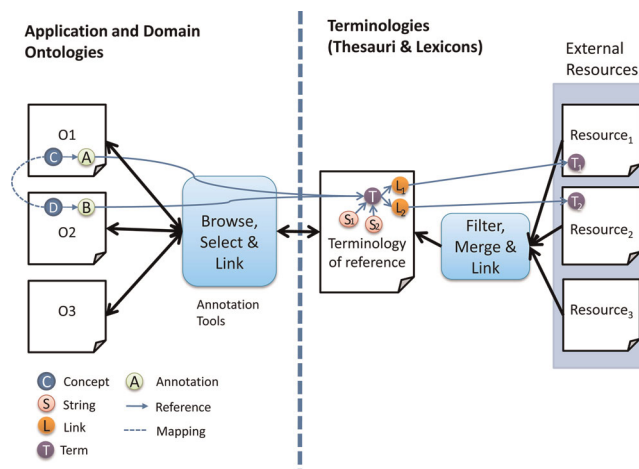 Application and Domain
Ontologies
Terminologies
(Thesauri & Lexicons)
External
Resources
O1
C
A
D
B
O2
O3
Browse,
Select &
Link
Annotation
Tools
T
L1
L2
S1
S2
Terminology
of reference
Filter,
Merge &
Link
Resource1
T1
T2
Resource2
Resource3
C Concept
A Annotation
S String
Reference
L Link
Mapping
T Term